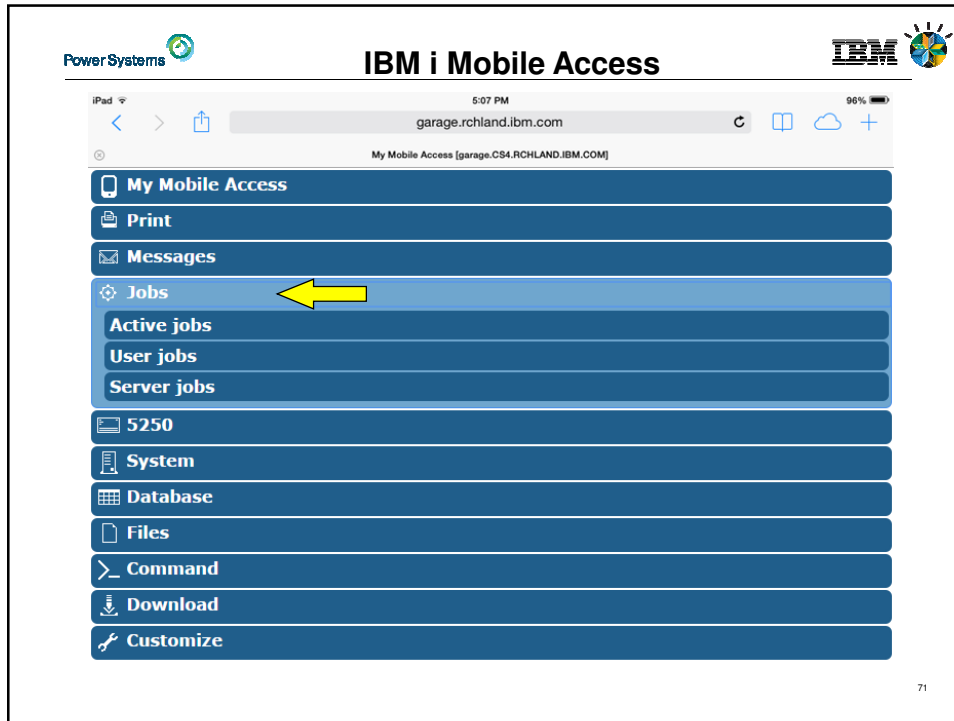 Power Systems
IBM i Mobile Access
IBM
iPad
5:07 PM
96%
garage.rchland.ibm.com
My Mobile Access [garage.CS4.RCHLAND.IBM.COM]
My Mobile Access
Print
Messages
Jobs
Active jobs
User jobs
Server jobs
5250
System
Database
Files
>_ Command
Download
Customize
71